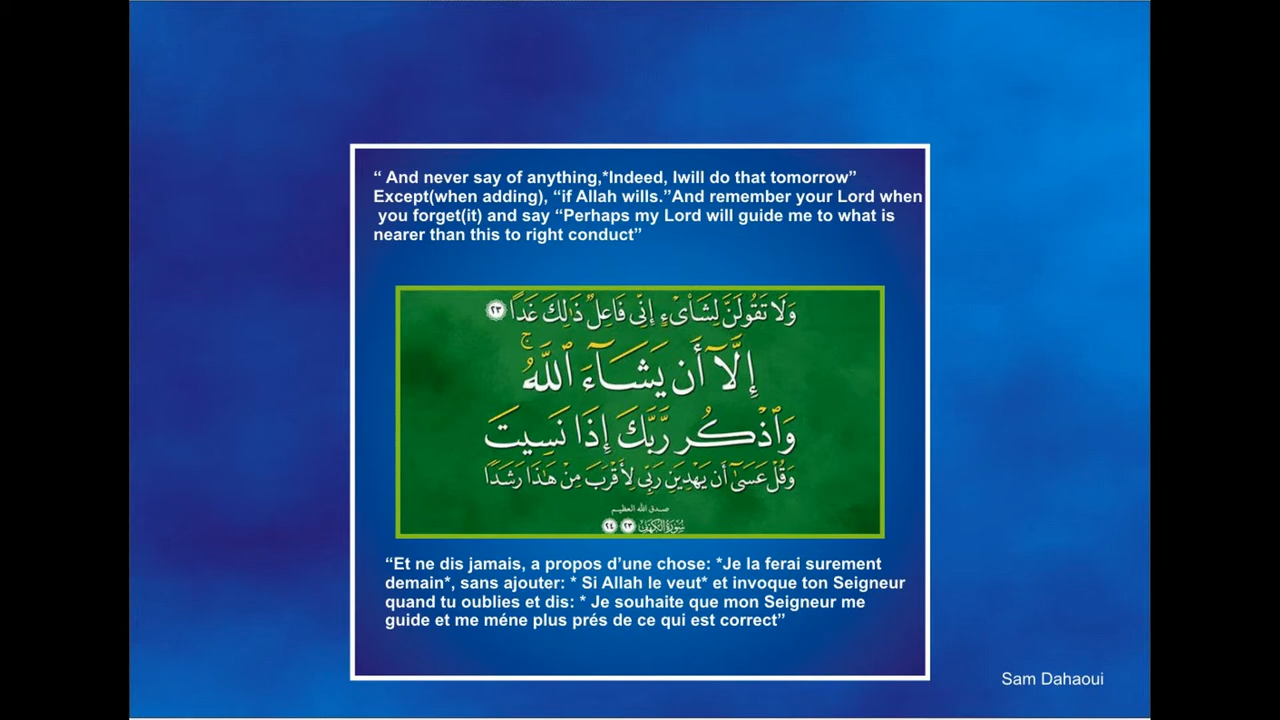 “ And never say of anything,*Indeed, Iwill do that tomorrow”
Except(when adding), “if Allah wills.”And remember your Lord when
you forget(it) and say “Perhaps my Lord will guide me to what is
nearer than this to right conduct”
وَلَا تَقُولَنَّ لِشَا۟ىْءٍ إِنِّى فَاعِلٌ ذَٰلِكَ غَدًا ٢٣
إِلَّآ أَن يَشَآءَ ٱللَّهُ ۚ
وَٱذْكُر رَّبَّكَ إِذَا نَسِيتَ
وَقُلْ عَسَىٰٓ أَن يَهْدِيَنِ رَبِّى لِأَقْرَبَ مِنْ هَٰذَا رَشَدًا
صدق الله العظيم
سُورَةُ الكَهْفِ ٢٣ ٢٤
“Et ne dis jamais, a propos d’une chose: *Je la ferai surement
demain*, sans ajouter: * Si Allah le veut* et invoque ton Seigneur
quand tu oublies et dis: * Je souhaite que mon Seigneur me
guide et me méne plus prés de ce qui est correct”
Sam Dahaoui